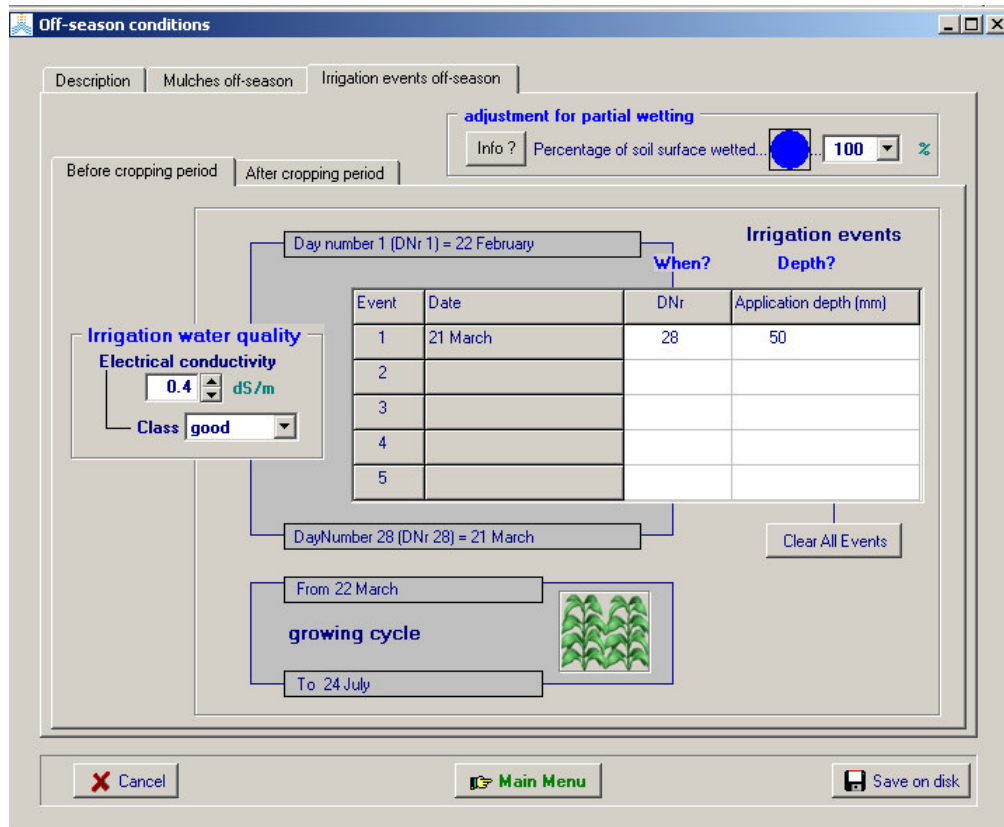 Off-season conditions
Description
Mulches off-season
Irrigation events off-season
adjustment for partial wetting
Info ?
Percentage of soil surface wetted...
...
100
%
Before cropping period
After cropping period
Day number 1 (DNr 1) = 22 February
Irrigation events
When?
Depth?
Event Date DNr Application depth (mm)
1 21 March 28 50
2
3
4
5
Irrigation water quality
Electrical conductivity
0.4 dS/m
Class good
DayNumber 28 (DNr 28) = 21 March
Clear All Events
From 22 March
growing cycle
To 24 July
Cancel
Main Menu
Save on disk